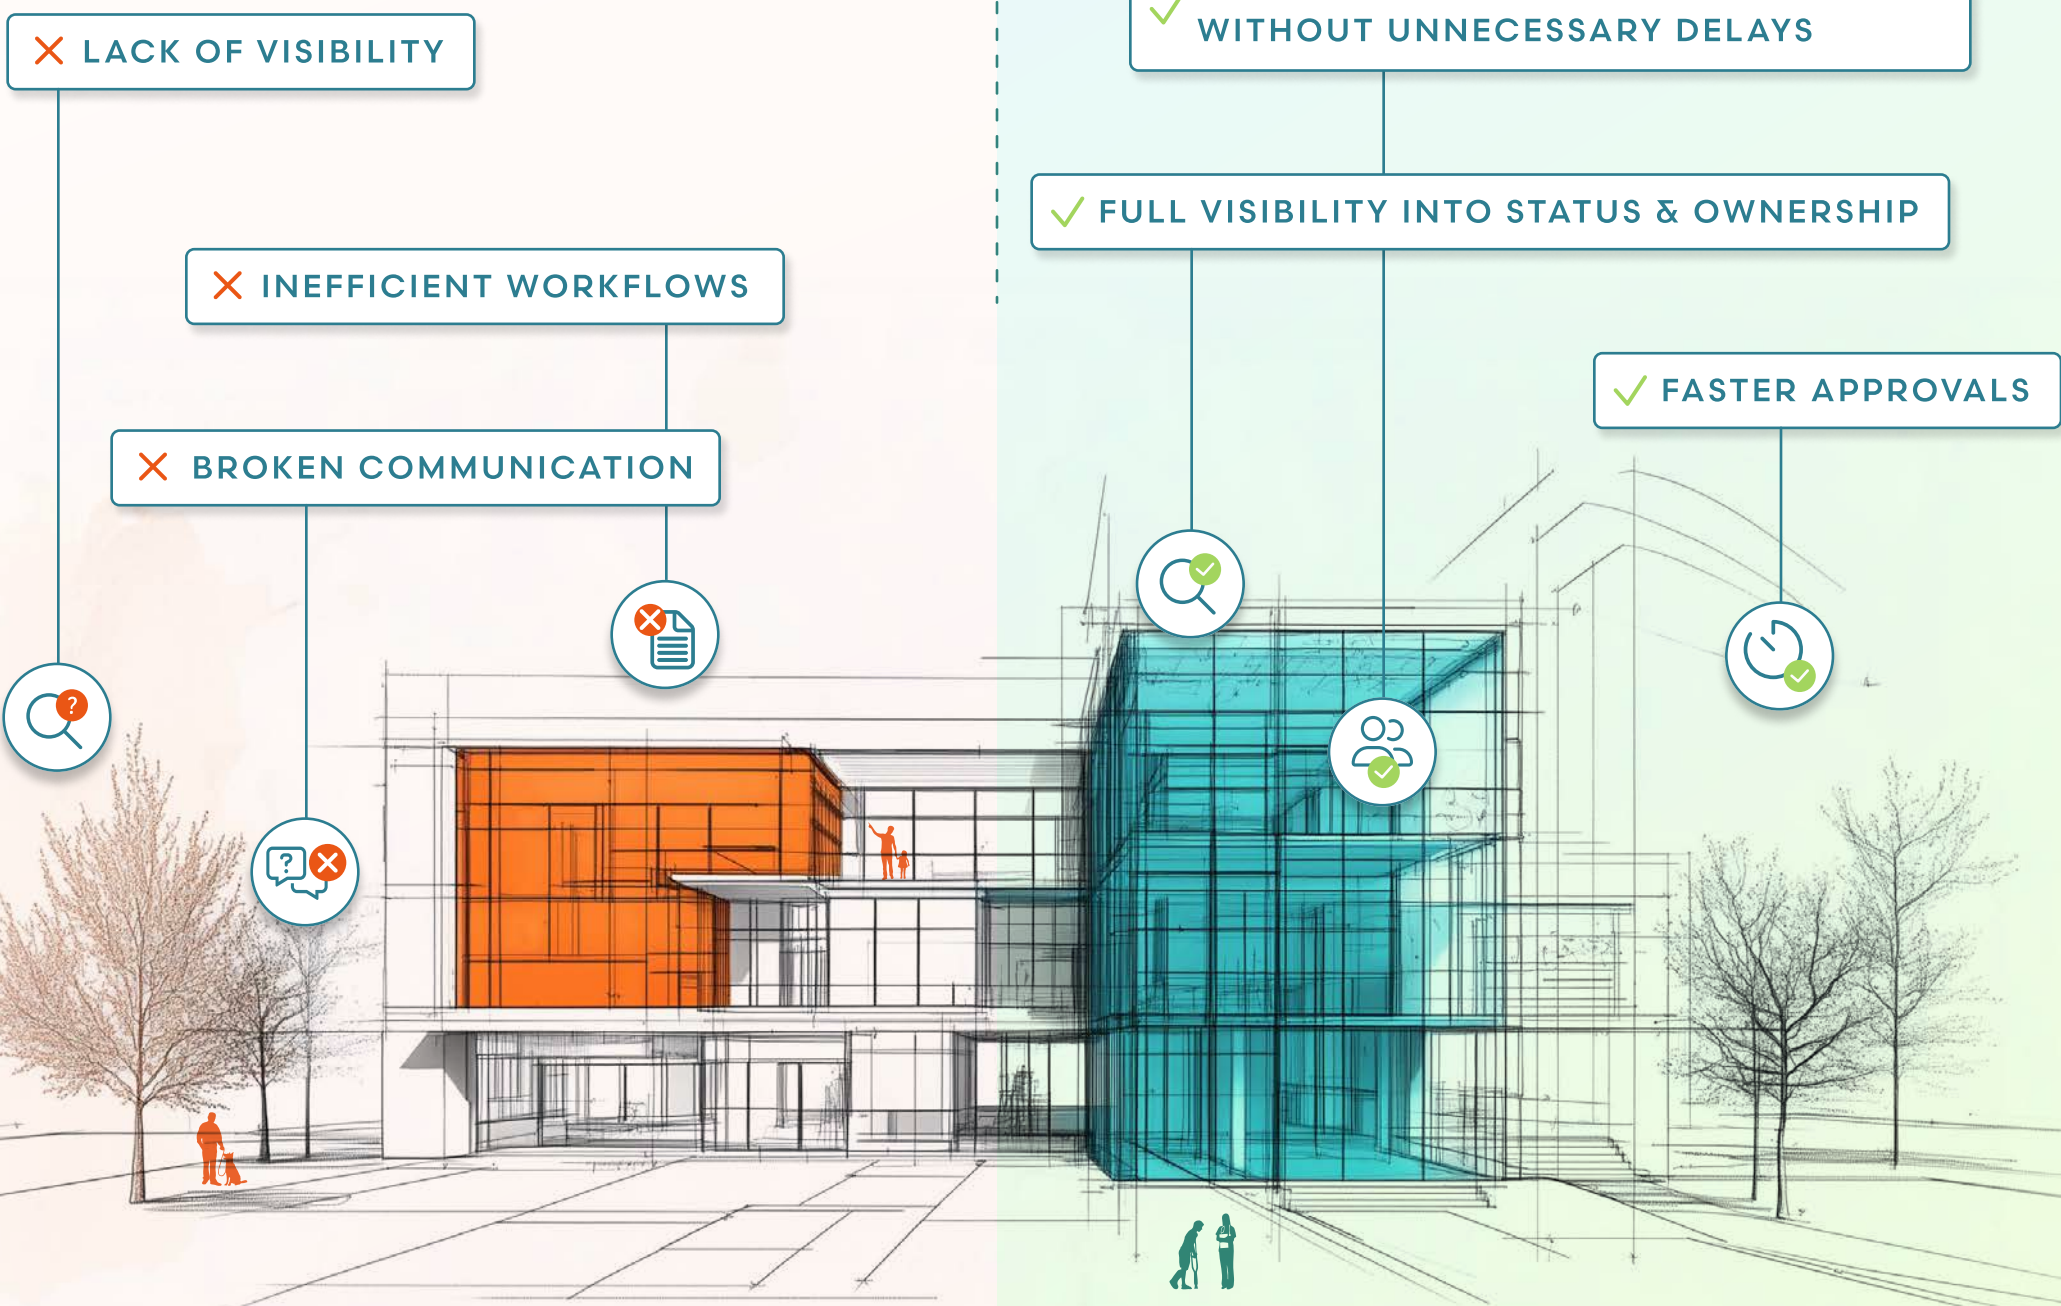 LACK OF VISIBILITY
INEFFICIENT WORKFLOWS
BROKEN COMMUNICATION
?
?
WITHOUT UNNECESSARY DELAYS
FULL VISIBILITY INTO STATUS & OWNERSHIP
FASTER APPROVALS